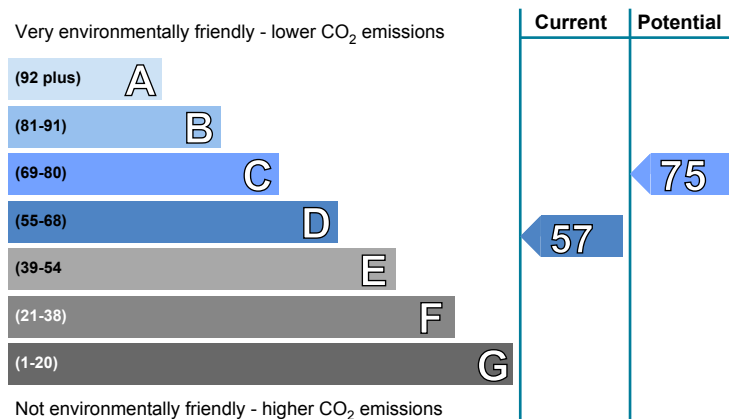 Current Potential
Very environmentally friendly - lower CO₂ emissions
(92 plus) A
(81-91) B
(69-80) C 75
(55-68) D 57
(39-54 E
(21-38) F
(1-20) G
Not environmentally friendly - higher CO₂ emissions